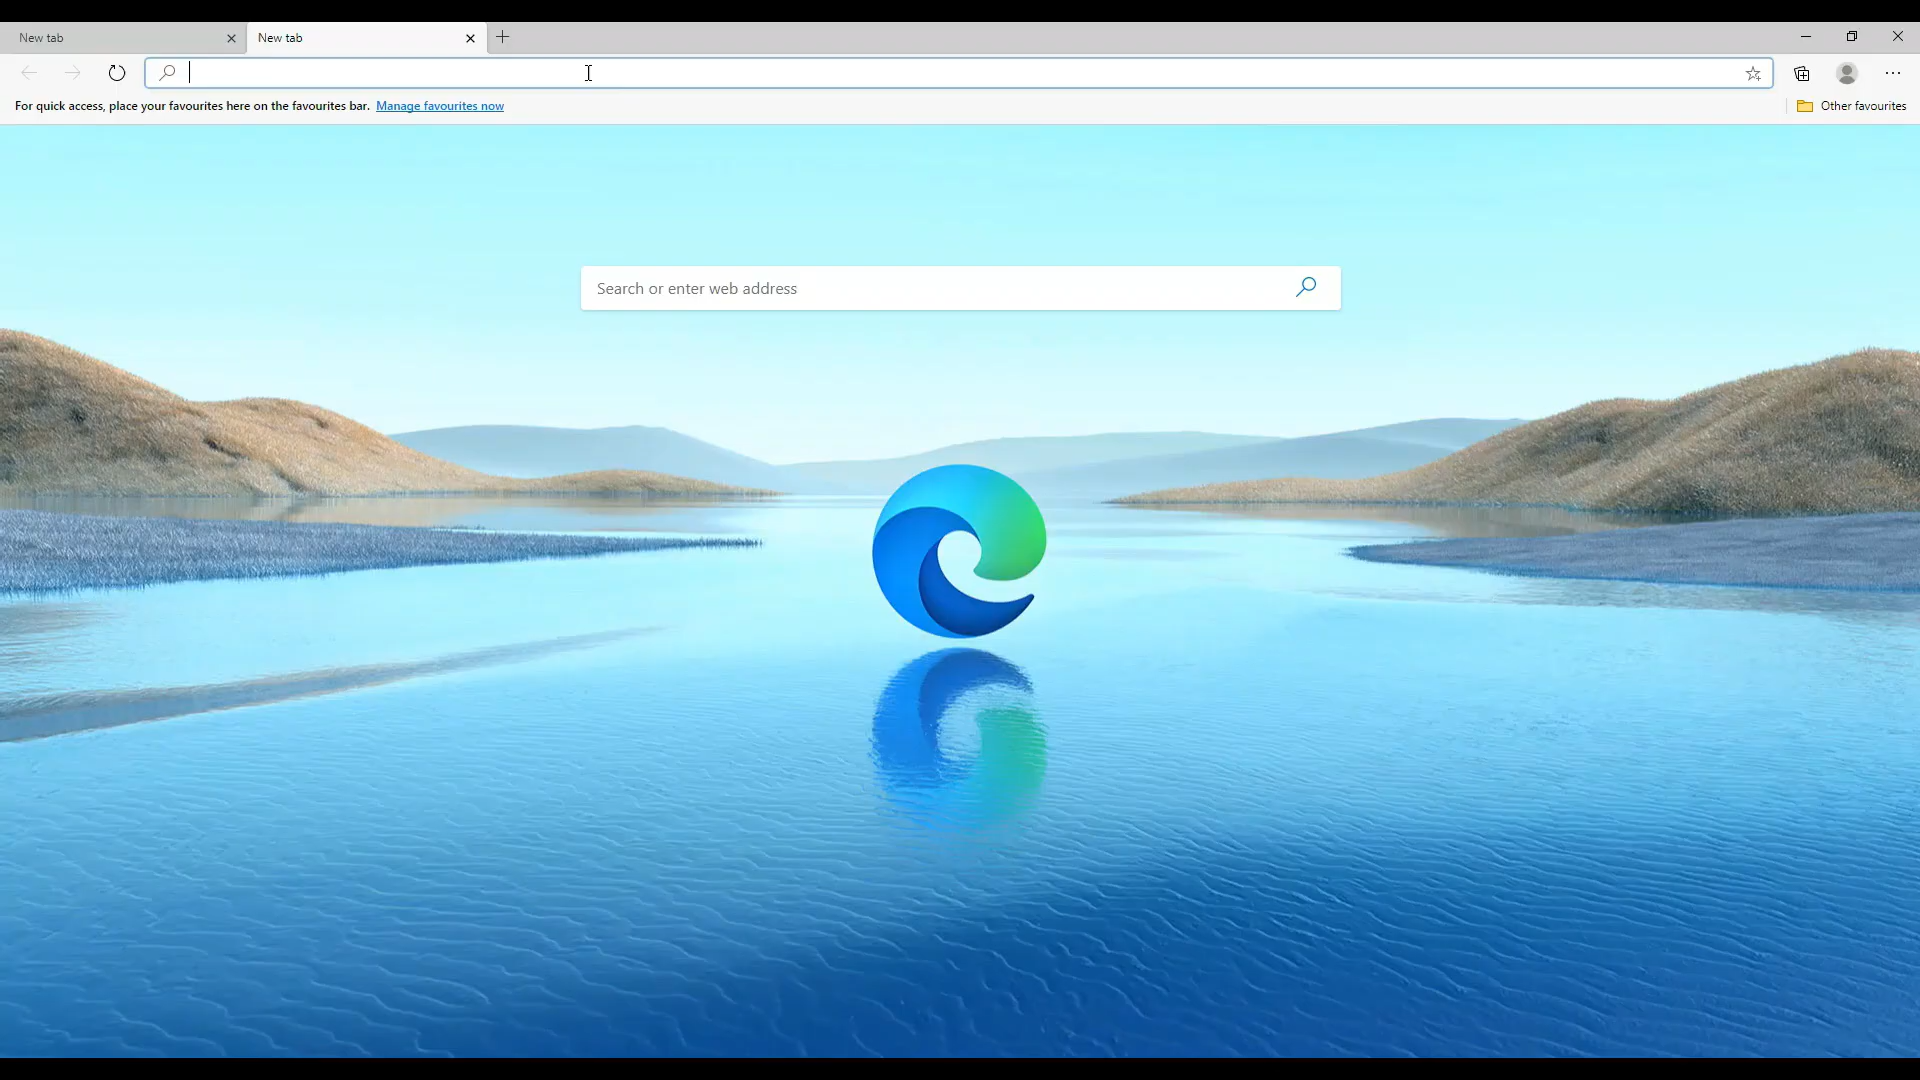 New tab
New tab
For quick access, place your favourites here on the favourites bar. Manage favourites now
Other favourites
Search or enter web address